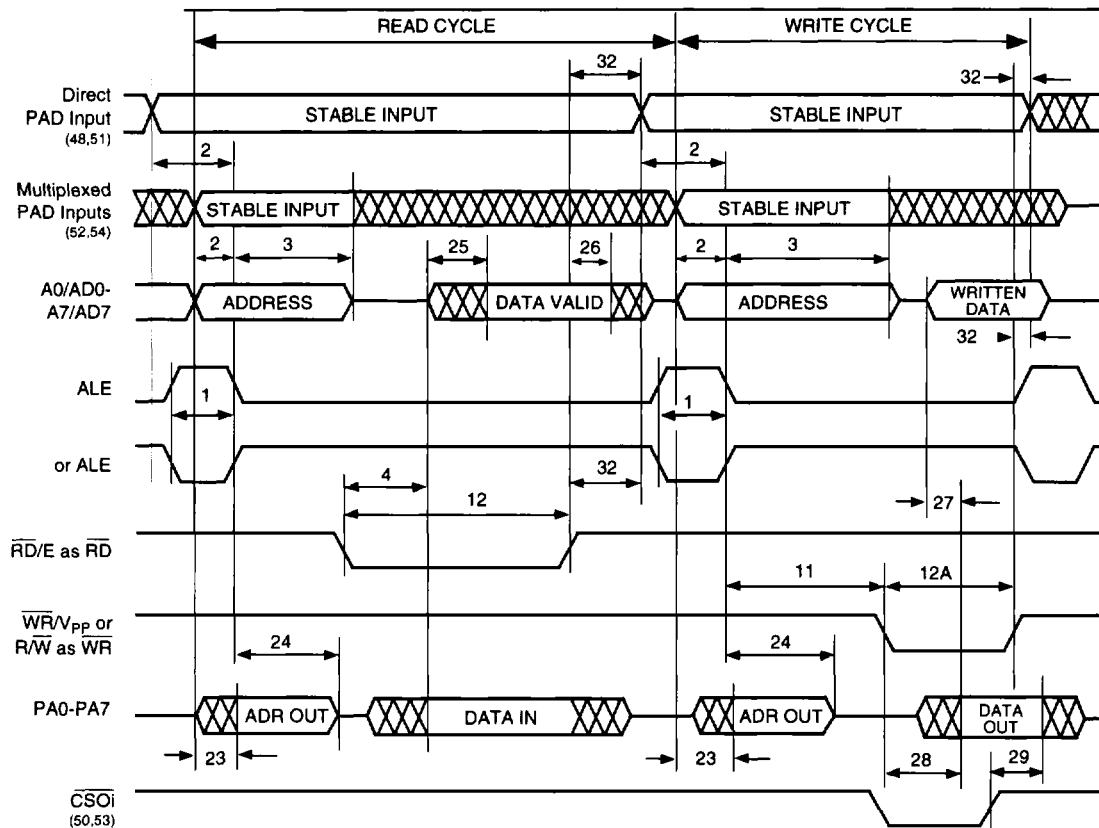 READ CYCLE
WRITE CYCLE
32
32
Direct
PAD Input
(48,51)
STABLE INPUT
STABLE INPUT
2
2
Multiplexed
PAD Inputs
(52,54)
STABLE INPUT
STABLE INPUT
2
3
25
26
2
3
A0/AD0-
A7/AD7
ADDRESS
DATA VALID
ADDRESS
WRITTEN
DATA
32
ALE
1
1
or ALE
4
32
12
27
RD/E as RD
11
12A
WR/VPP or
R/W as WR
24
24
PA0-PA7
ADR OUT
DATA IN
ADR OUT
DATA
OUT
23
23
28
29
CSOi
(50,53)